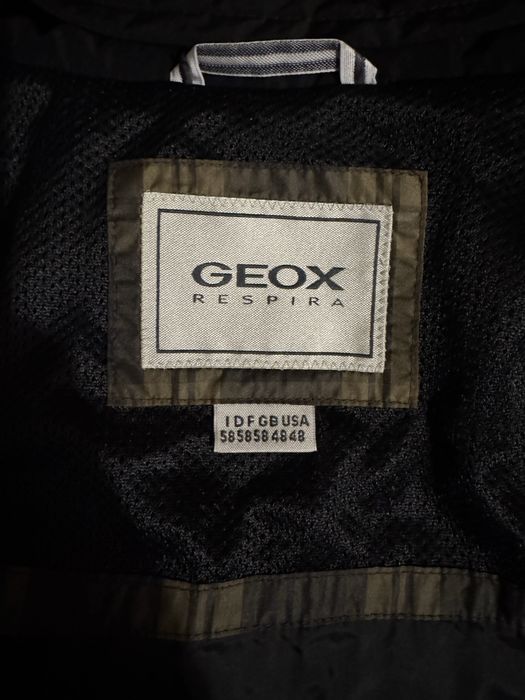 GEOX
RESPIRA
I D F GB USA
58 58 58 48 48